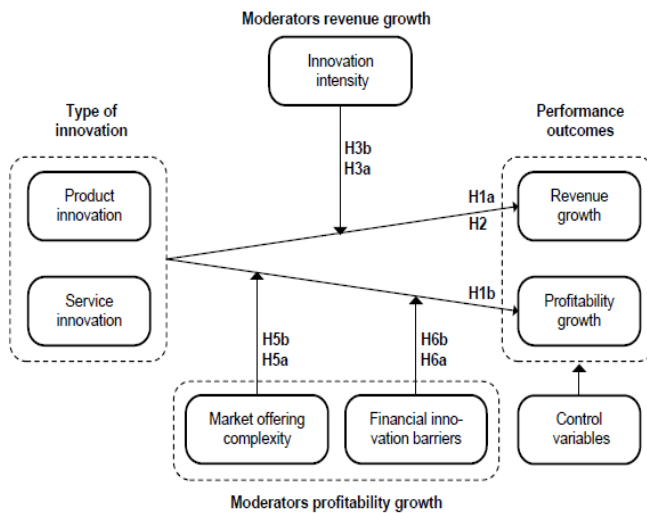 Moderators revenue growth
Innovation
intensity
Type of
innovation
Performance
outcomes
H3b
H3a
Product
innovation
H1a
H2
Revenue
growth
Service
innovation
H1b
Profitability
growth
H5b
H5a
H6b
H6a
Market offering
complexity
Financial inno-
vation barriers
Control
variables
Moderators profitability growth